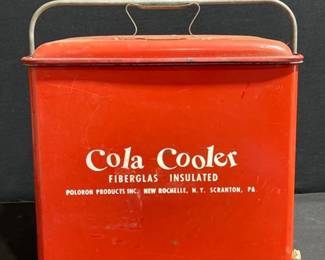 Cola Cooler
FIBERGLAS INSULATED
POLORON PRODUCTS INC. NEW ROCHELLE, N.Y. SCRANTON, PA.